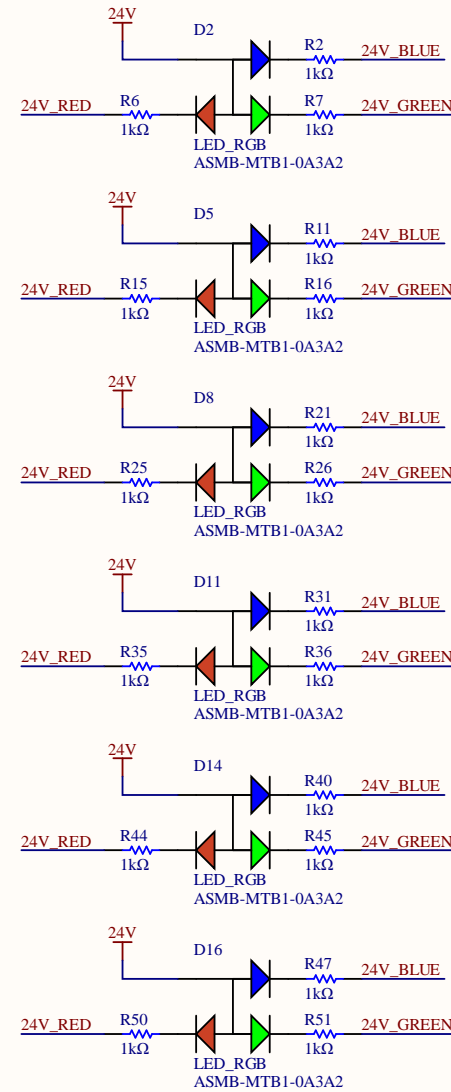 24V
D2
R2
24V_BLUE
1kΩ
24V_RED
R6
R7
24V_GREEN
1kΩ
1kΩ
LED_RGB
ASMB-MTB1-0A3A2
24V
D5
R11
24V_BLUE
1kΩ
24V_RED
R15
R16
24V_GREEN
1kΩ
1kΩ
LED_RGB
ASMB-MTB1-0A3A2
24V
D8
R21
24V_BLUE
1kΩ
24V_RED
R25
R26
24V_GREEN
1kΩ
1kΩ
LED_RGB
ASMB-MTB1-0A3A2
24V
D11
R31
24V_BLUE
1kΩ
24V_RED
R35
R36
24V_GREEN
1kΩ
1kΩ
LED_RGB
ASMB-MTB1-0A3A2
24V
D14
R40
24V_BLUE
1kΩ
24V_RED
R44
R45
24V_GREEN
1kΩ
1kΩ
LED_RGB
ASMB-MTB1-0A3A2
24V
D16
R47
24V_BLUE
1kΩ
24V_RED
R50
R51
24V_GREEN
1kΩ
1kΩ
LED_RGB
ASMB-MTB1-0A3A2